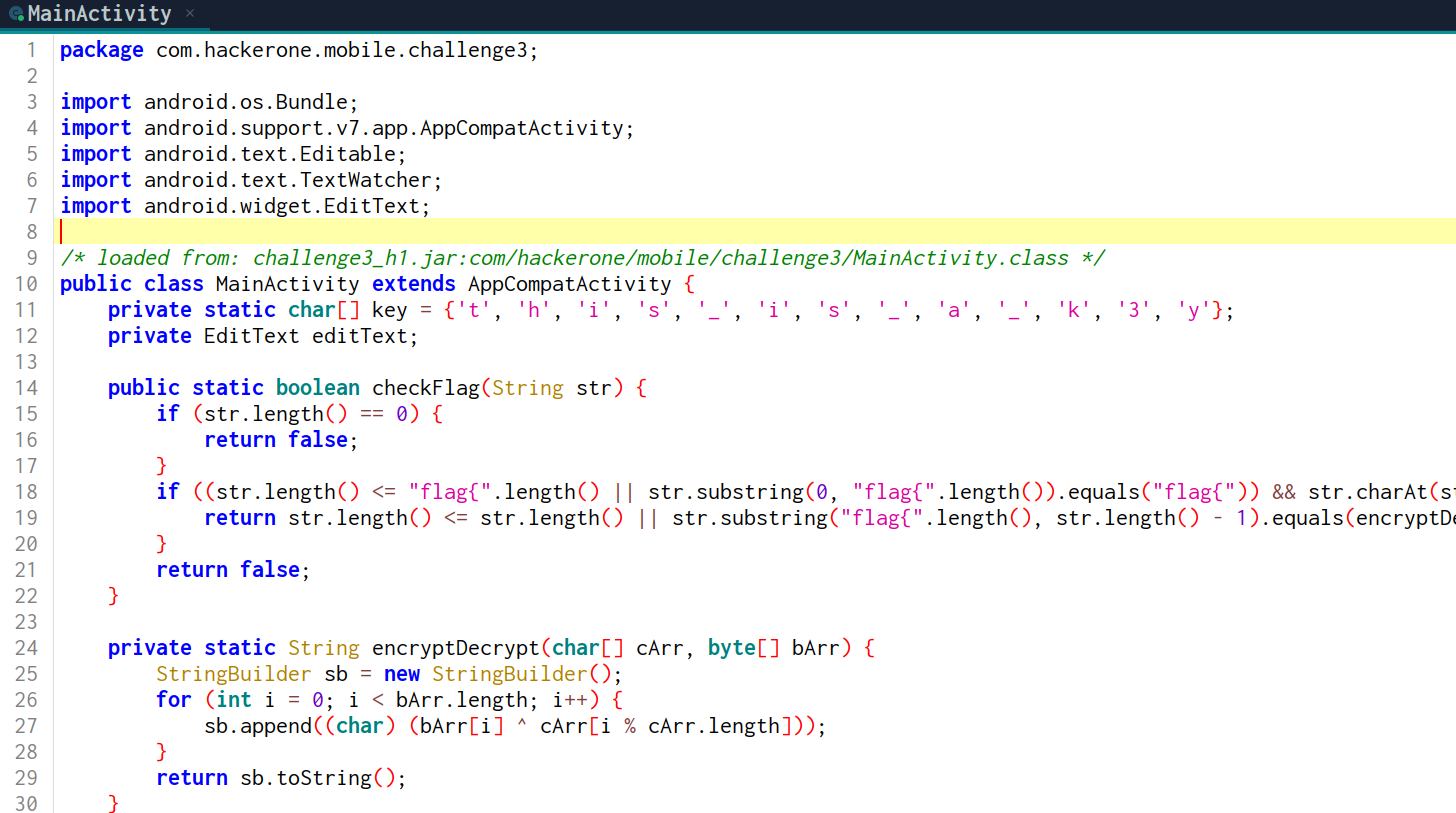 MainActivity ×
1 package com.hackerone.mobile.challenge3;
2
3 import android.os.Bundle;
4 import android.support.v7.app.AppCompatActivity;
5 import android.text.Editable;
6 import android.text.TextWatcher;
7 import android.widget.EditText;
8
9 /* loaded from: challenge3_h1.jar:com/hackerone/mobile/challenge3/MainActivity.class */
10 public class MainActivity extends AppCompatActivity {
11     private static char[] key = {'t', 'h', 'i', 's', '_', 'i', 's', '_', 'a', '_', 'k', '3', 'y'};
12     private EditText editText;
13
14     public static boolean checkFlag(String str) {
15         if (str.length() == 0) {
16             return false;
17         }
18         if ((str.length() <= "flag{".length() || str.substring(0, "flag{".length()).equals("flag{")) && str.charAt(s
19             return str.length() <= str.length() || str.substring("flag{".length(), str.length() - 1).equals(encryptD
20         }
21         return false;
22     }
23
24     private static String encryptDecrypt(char[] cArr, byte[] bArr) {
25         StringBuilder sb = new StringBuilder();
26         for (int i = 0; i < bArr.length; i++) {
27             sb.append((char) (bArr[i] ^ cArr[i % cArr.length]));
28         }
29         return sb.toString();
30     }